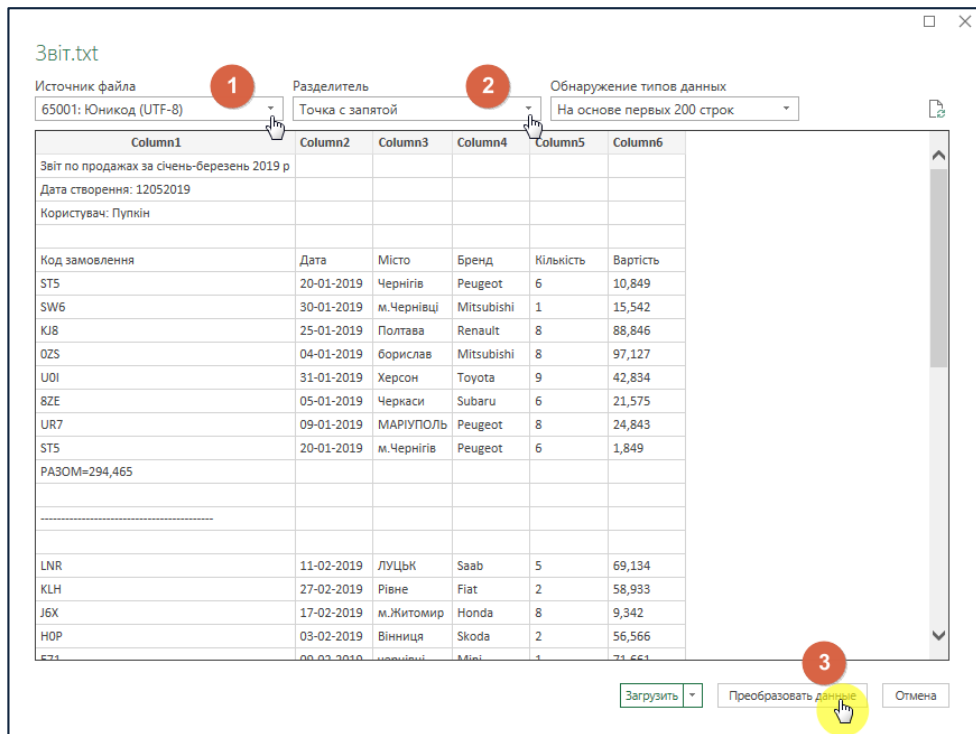 Звіт.txt
Источник файла 1 Разделитель 2 Обнаружение типов данных
65001: Юникод (UTF-8) Точка с запятой На основе первых 200 строк
Column1 Column2 Column3 Column4 Column5 Column6
Звіт по продажах за січень-березень 2019 р
Дата створення: 12052019
Користувач: Пупкін
Код замовлення Дата Місто Бренд Кількість Вартість
ST5 20-01-2019 Чернігів Peugeot 6 10,849
SW6 30-01-2019 м.Чернівці Mitsubishi 1 15,542
KJ8 25-01-2019 Полтава Renault 8 88,846
0ZS 04-01-2019 борислав Mitsubishi 8 97,127
U0I 31-01-2019 Херсон Toyota 9 42,834
8ZE 05-01-2019 Черкаси Subaru 6 21,575
UR7 09-01-2019 МАРІУПОЛЬ Peugeot 8 24,843
ST5 20-01-2019 м.Чернігів Peugeot 6 1,849
РАЗОМ=294,465
------------------------------------------
LNR 11-02-2019 ЛУЦЬК Saab 5 69,134
KLH 27-02-2019 Рівне Fiat 2 58,933
J6X 17-02-2019 м.Житомир Honda 8 9,342
H0P 03-02-2019 Вінниця Skoda 2 56,566
09-02-2019 чернівці Mini 1 71,661
3
Загрузить Преобразовать данные Отмена